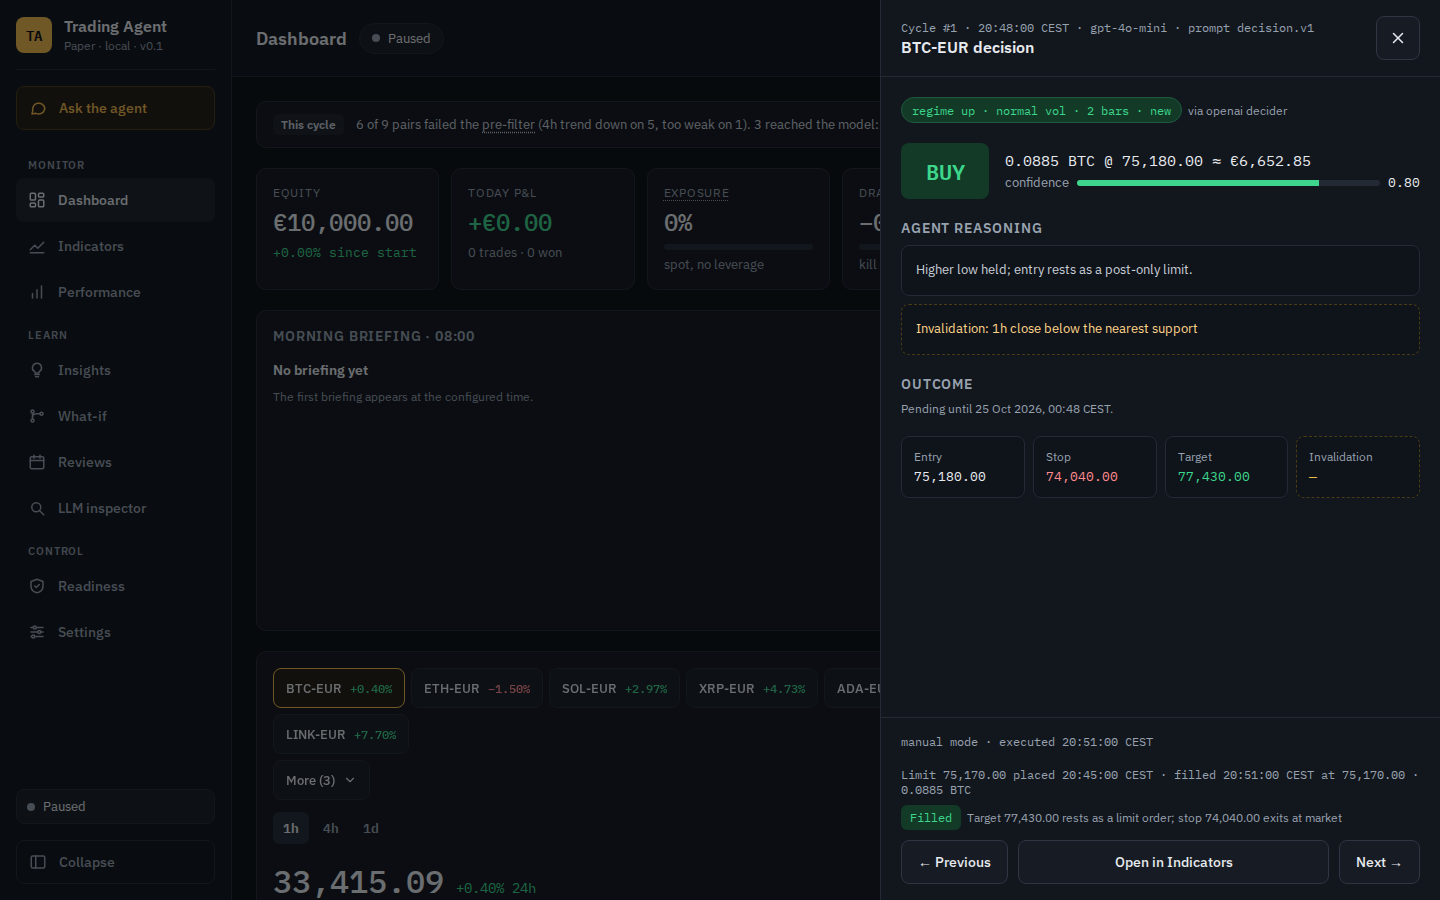 TA
Trading Agent
Paper · local · v0.1
Ask the agent
MONITOR
Dashboard
Indicators
Performance
LEARN
Insights
What-if
Reviews
LLM inspector
CONTROL
Readiness
Settings
Paused
Collapse
Dashboard
Paused
This cycle 6 of 9 pairs failed the pre-filter (4h trend down on 5, too weak on 1). 3 reached the model:
EQUITY
€10,000.00
+0.00% since start
TODAY P&L
+€0.00
0 trades · 0 won
EXPOSURE
0%
spot, no leverage
kill
MORNING BRIEFING · 08:00
No briefing yet
The first briefing appears at the configured time.
BTC-EUR +0.40%
ETH-EUR −1.50%
SOL-EUR +2.97%
XRP-EUR +4.73%
LINK-EUR +7.70%
More (3)
1h 4h 1d
33,415.09 +0.40% 24h
Cycle #1 · 20:48:00 CEST · gpt-4o-mini · prompt decision.v1
BTC-EUR decision
regime up · normal vol · 2 bars · new via openai decider
BUY
0.0885 BTC @ 75,180.00 ≈ €6,652.85
confidence 0.80
AGENT REASONING
Higher low held; entry rests as a post-only limit.
Invalidation: 1h close below the nearest support
OUTCOME
Pending until 25 Oct 2026, 00:48 CEST.
Entry
75,180.00
Stop
74,040.00
Target
77,430.00
Invalidation
—
manual mode · executed 20:51:00 CEST
Limit 75,170.00 placed 20:45:00 CEST · filled 20:51:00 CEST at 75,170.00 ·
0.0885 BTC
Filled Target 77,430.00 rests as a limit order; stop 74,040.00 exits at market
← Previous
Open in Indicators
Next →